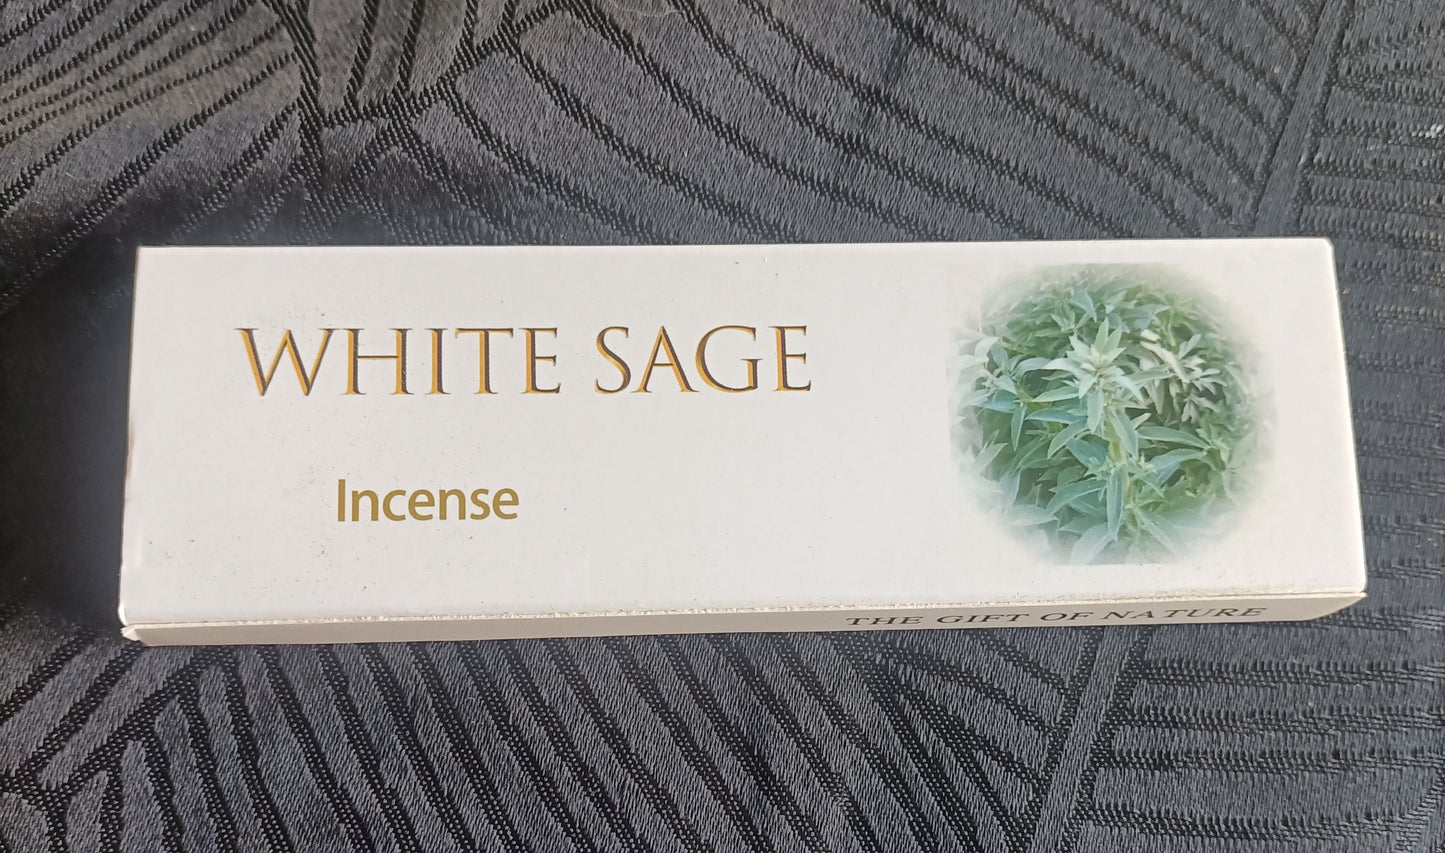 WHITE SAGE
Incense
THE GIFT OF NATURE